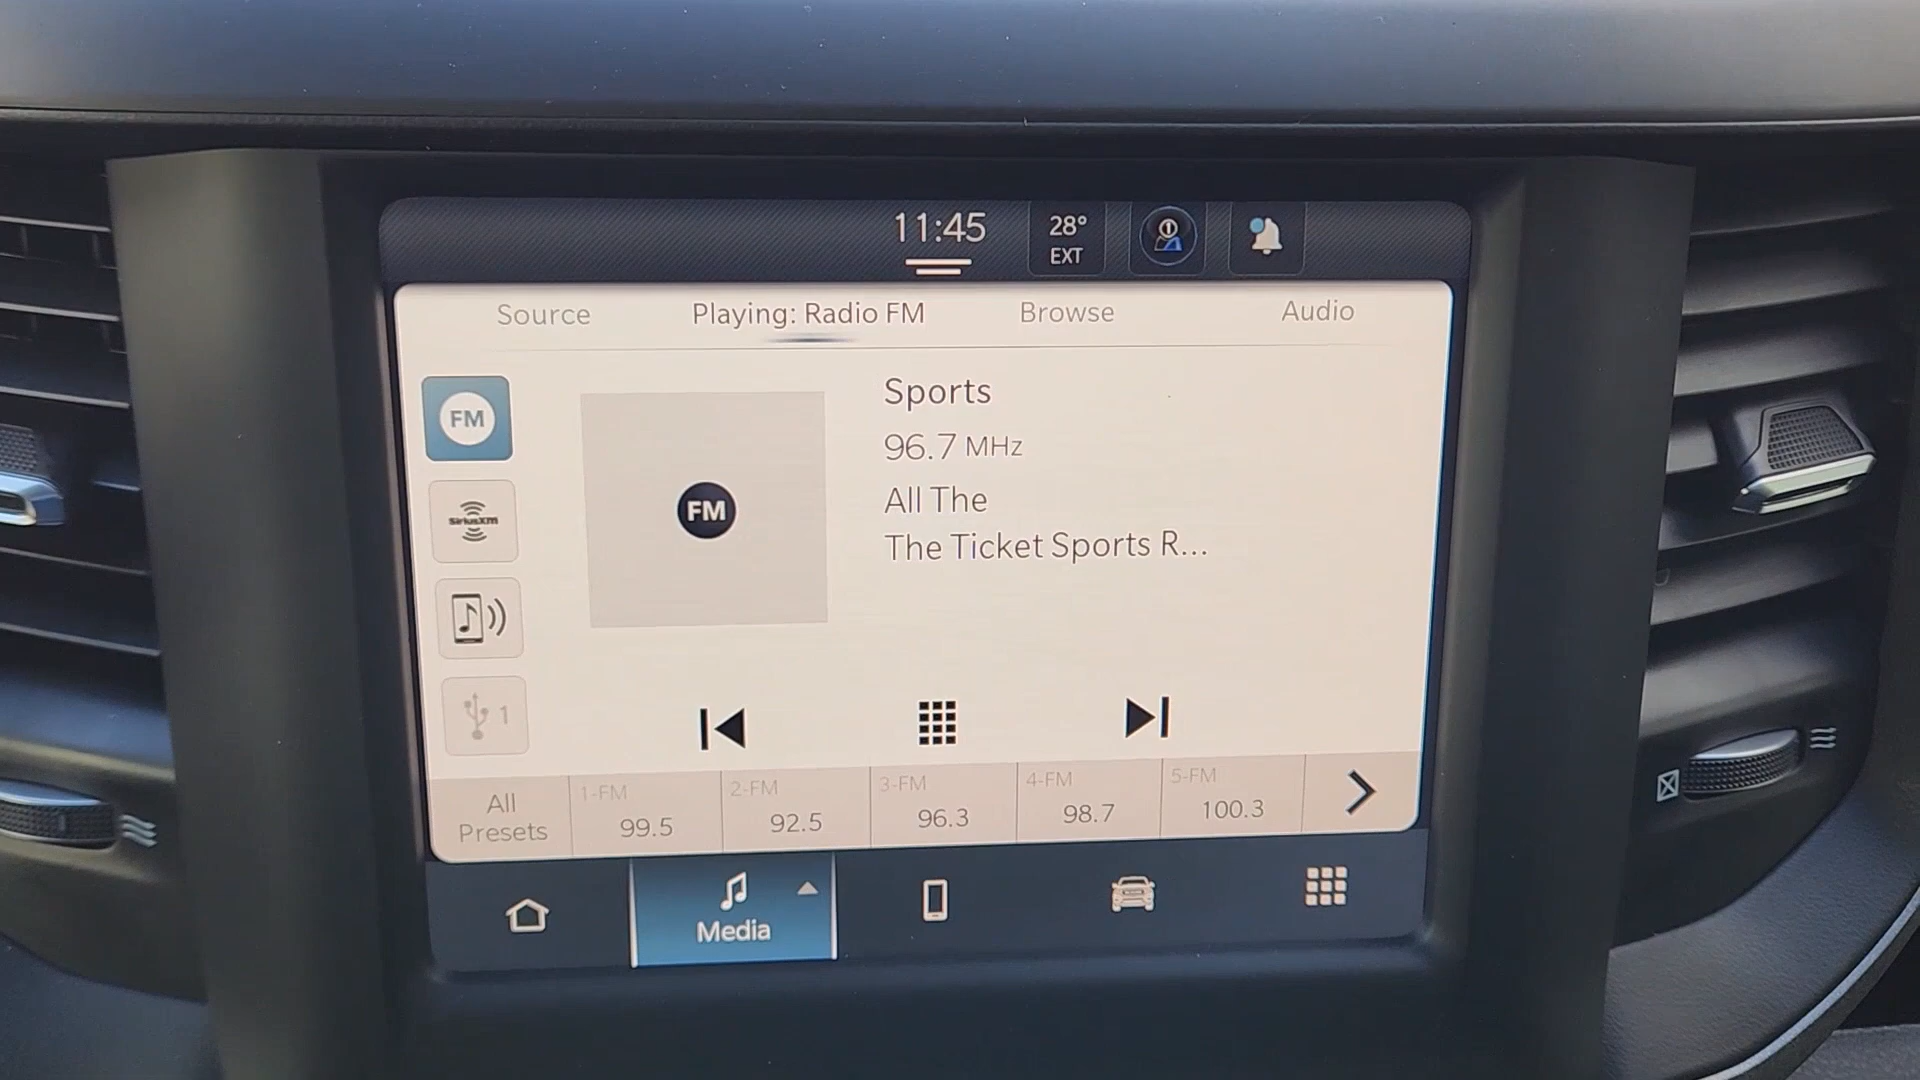 11:45
28°
EXT
1
Source
Playing: Radio FM
Browse
Audio
FM
SiriusXM
1
FM
Sports
96.7 MHz
All The
The Ticket Sports R...
All
Presets
1-FM
99.5
2-FM
92.5
3-FM
96.3
4-FM
98.7
5-FM
100.3
Media